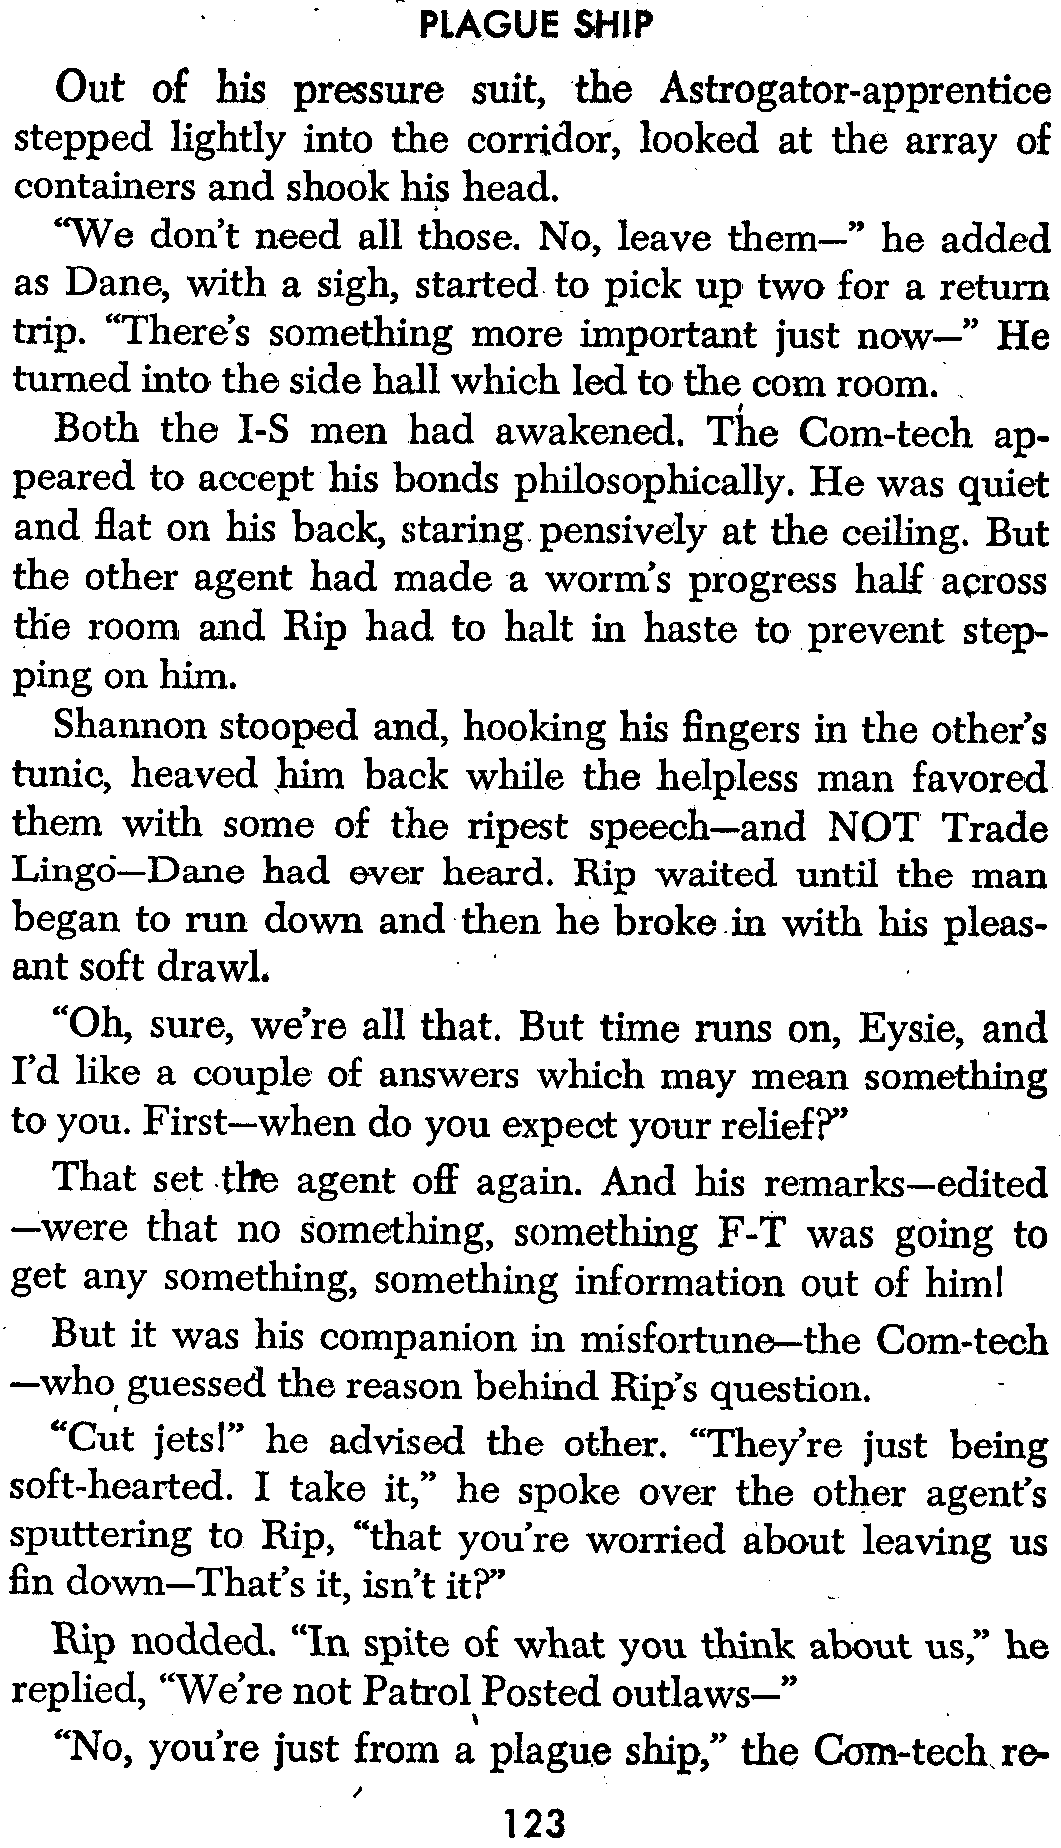 PLAGUE SHIP
Out of his pressure suit, the Astrogator-apprentice
stepped lightly into the corridor, looked at the array of
containers and shook his head.
“We don't need all those. No, leave them—” he added
as Dane, with a sigh, started to pick up two for a return
trip. “There's something more important just now—” He
turned into the side hall which led to the com room.
Both the I-S men had awakened. The Com-tech ap-
peared to accept his bonds philosophically. He was quiet
and flat on his back, staring pensively at the ceiling. But
the other agent had made a worm's progress half across
the room and Rip had to halt in haste to prevent step-
ping on him.
Shannon stooped and, hooking his fingers in the other's
tunic, heaved him back while the helpless man favored
them with some of the ripest speech—and NOT Trade
Lingo—Dane had ever heard. Rip waited until the man
began to run down and then he broke in with his pleas-
ant soft drawl.
“Oh, sure, we're all that. But time runs on, Eysie, and
I'd like a couple of answers which may mean something
to you. First—when do you expect your relief?”
That set the agent off again. And his remarks—edited
—were that no something, something F-T was going to
get any something, something information out of him!
But it was his companion in misfortune—the Com-tech
—who guessed the reason behind Rip's question.
“Cut jets!” he advised the other. “They're just being
soft-hearted. I take it,” he spoke over the other agent's
sputtering to Rip, “that you're worried about leaving us
fin down—That's it, isn't it?”
Rip nodded. “In spite of what you think about us,” he
replied, “We're not Patrol Posted outlaws—”
“No, you're just from a plague ship,” the Com-tech re-
123